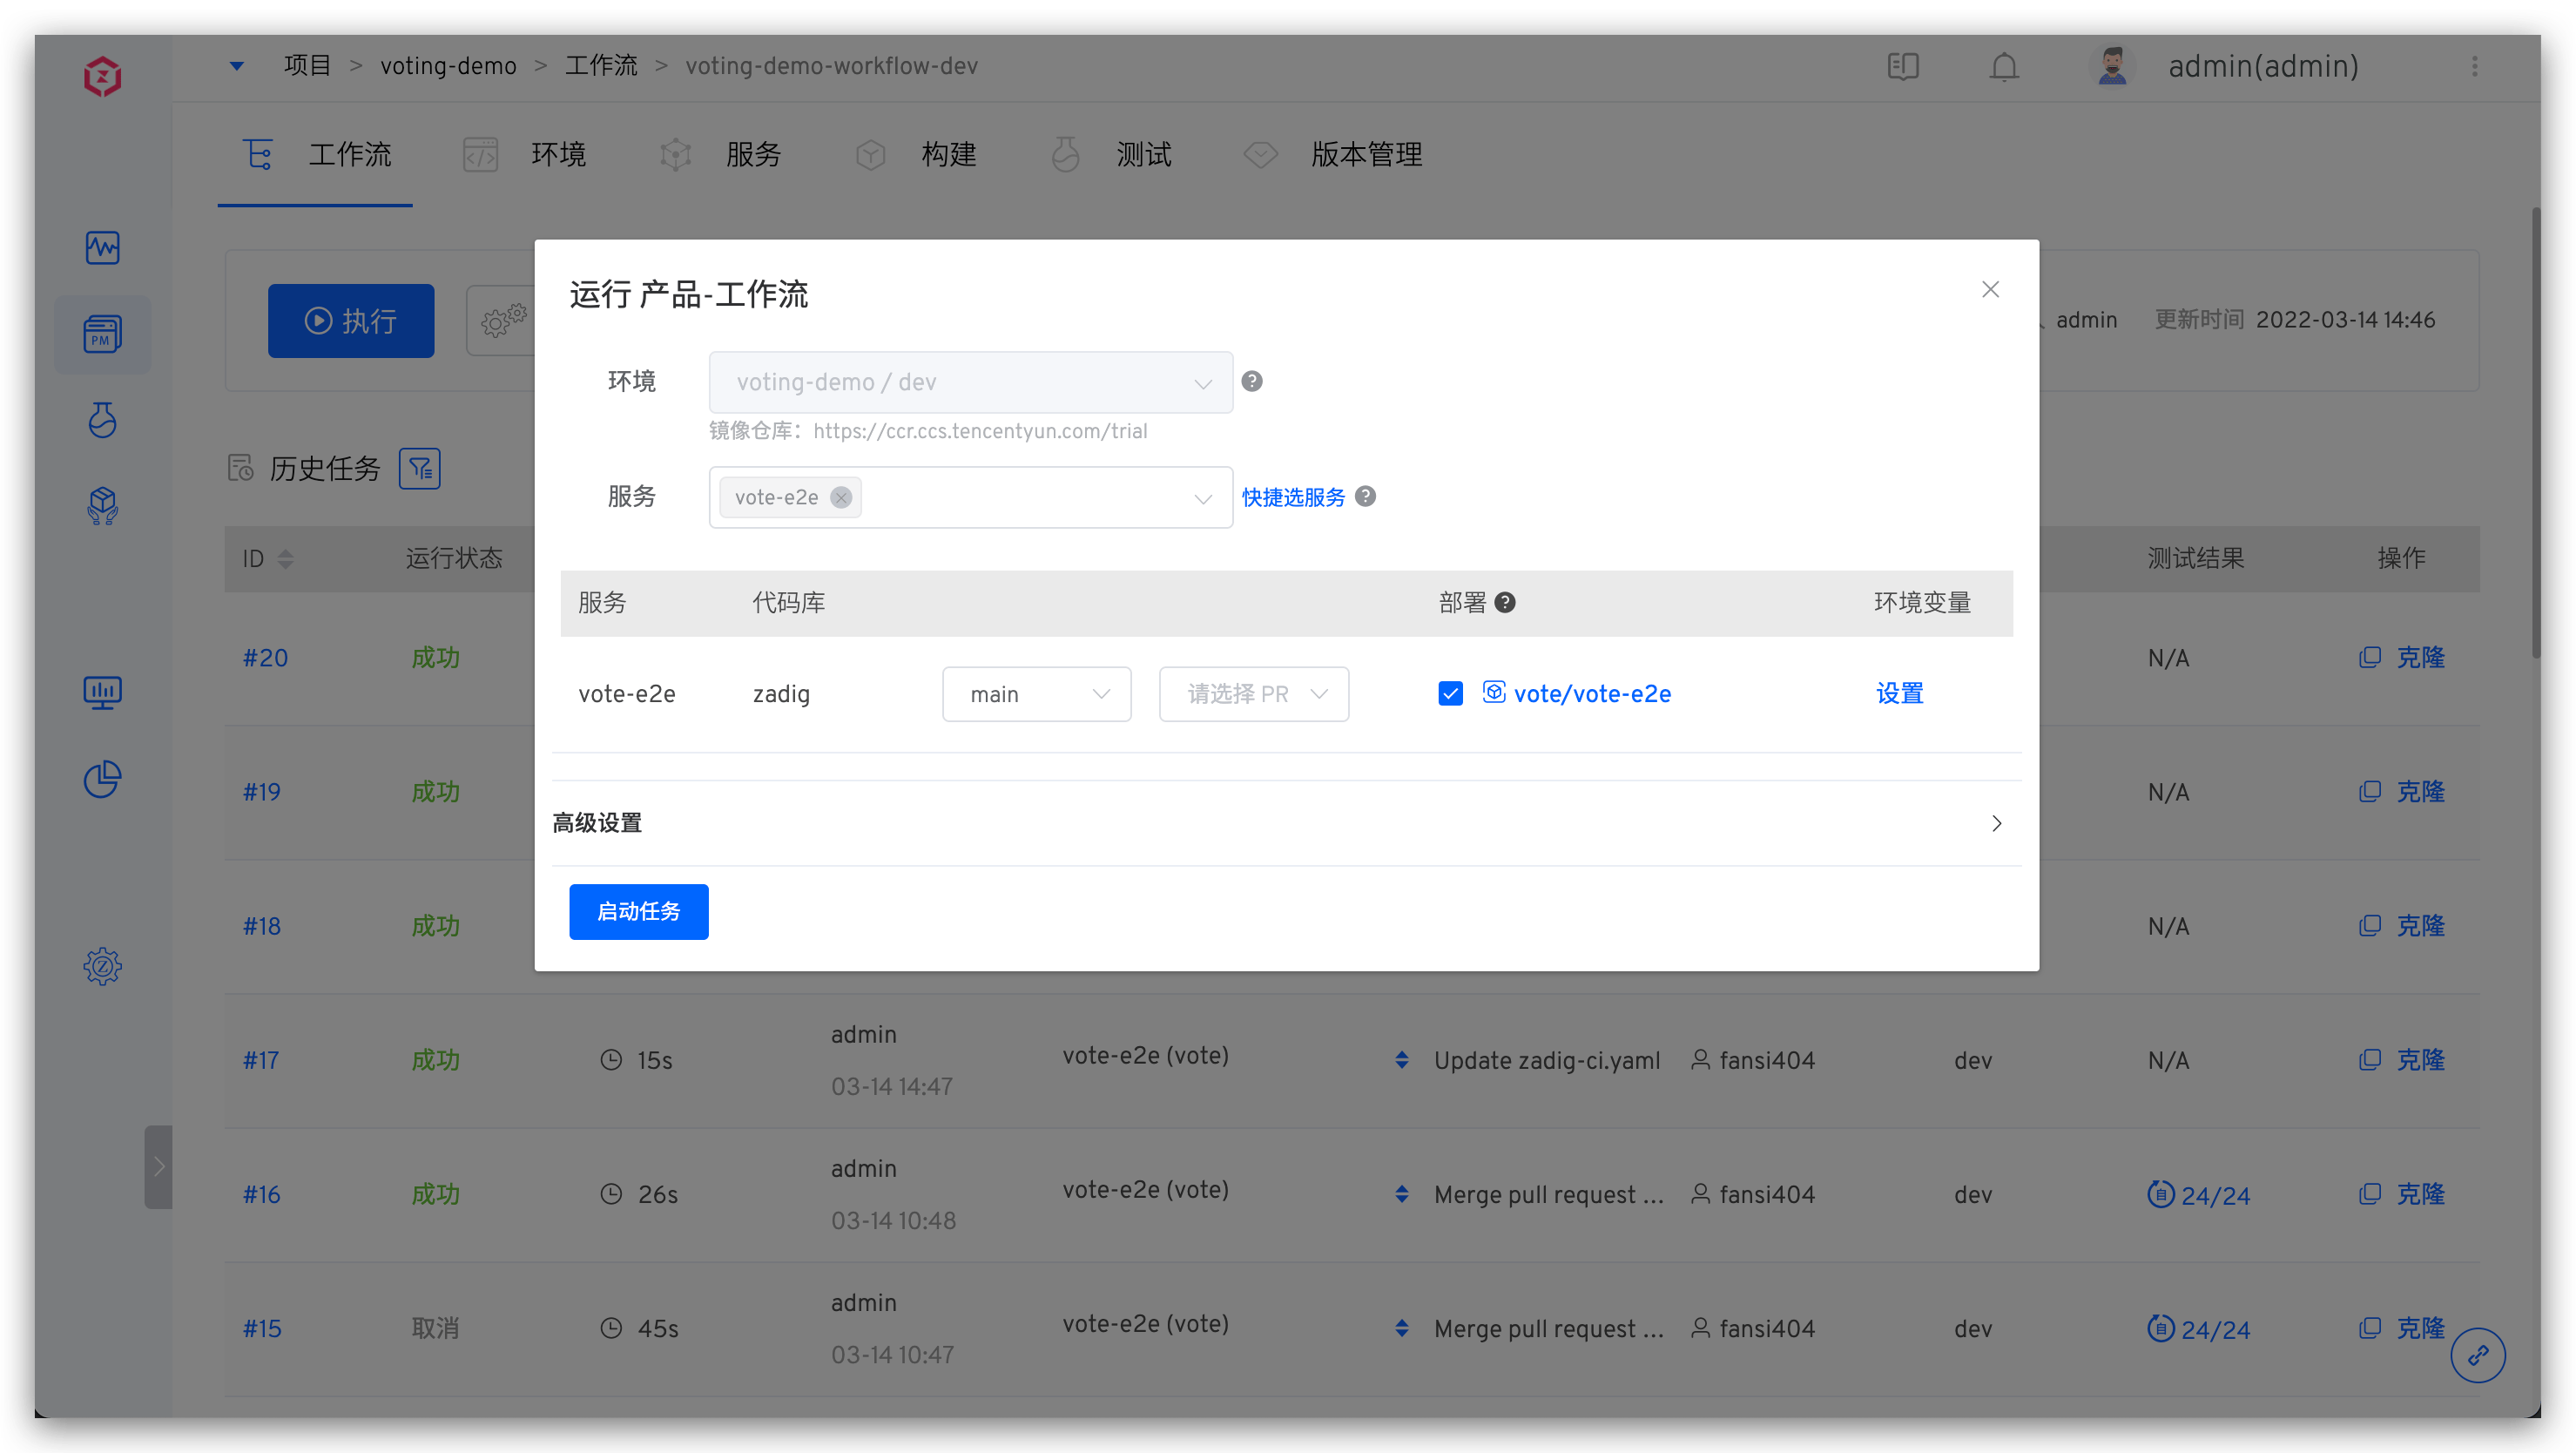 项目 > voting-demo > 工作流 > voting-demo-workflow-dev
admin(admin)
工作流 环境 服务 构建 测试 版本管理
执行
admin 更新时间 2022-03-14 14:46
运行 产品-工作流
环境 voting-demo / dev
镜像仓库: https://ccr.ccs.tencentyun.com/trial
服务 vote-e2e 快捷选服务
服务 代码库 部署 环境变量
vote-e2e zadig main 请选择 PR vote/vote-e2e 设置
高级设置
启动任务
PM
历史任务
ID 运行状态 测试结果 操作
#20 成功 N/A 克隆
#19 成功 N/A 克隆
#18 成功 N/A 克隆
#17 成功 15s admin 03-14 14:47 vote-e2e (vote) Update zadig-ci.yaml fansi404 dev N/A 克隆
#16 成功 26s admin 03-14 10:48 vote-e2e (vote) Merge pull request ... fansi404 dev 自 24/24 克隆
#15 取消 45s admin 03-14 10:47 vote-e2e (vote) Merge pull request ... fansi404 dev 自 24/24 克隆